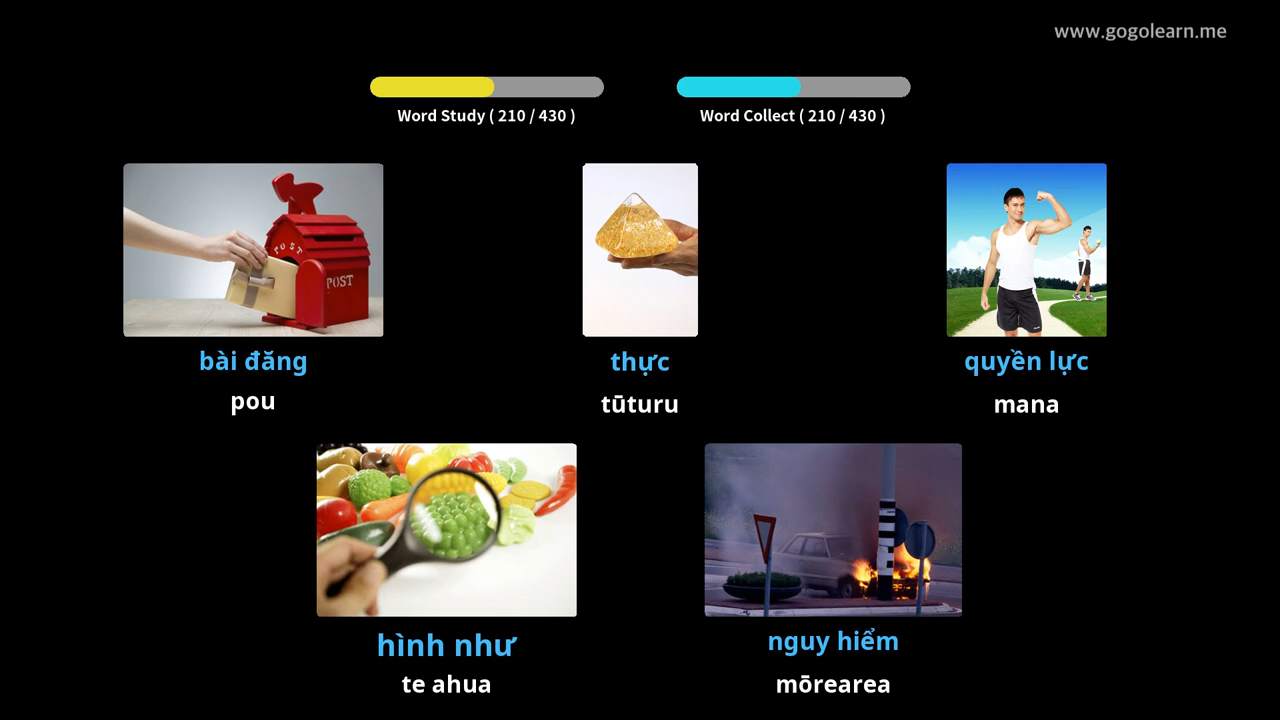 www.gogolearn.me
Word Study ( 210 / 430 )
Word Collect ( 210 / 430 )
POST
POST
bài đăng
pou
thực
tūturu
quyền lực
mana
hình như
te ahua
nguy hiểm
mōrearea